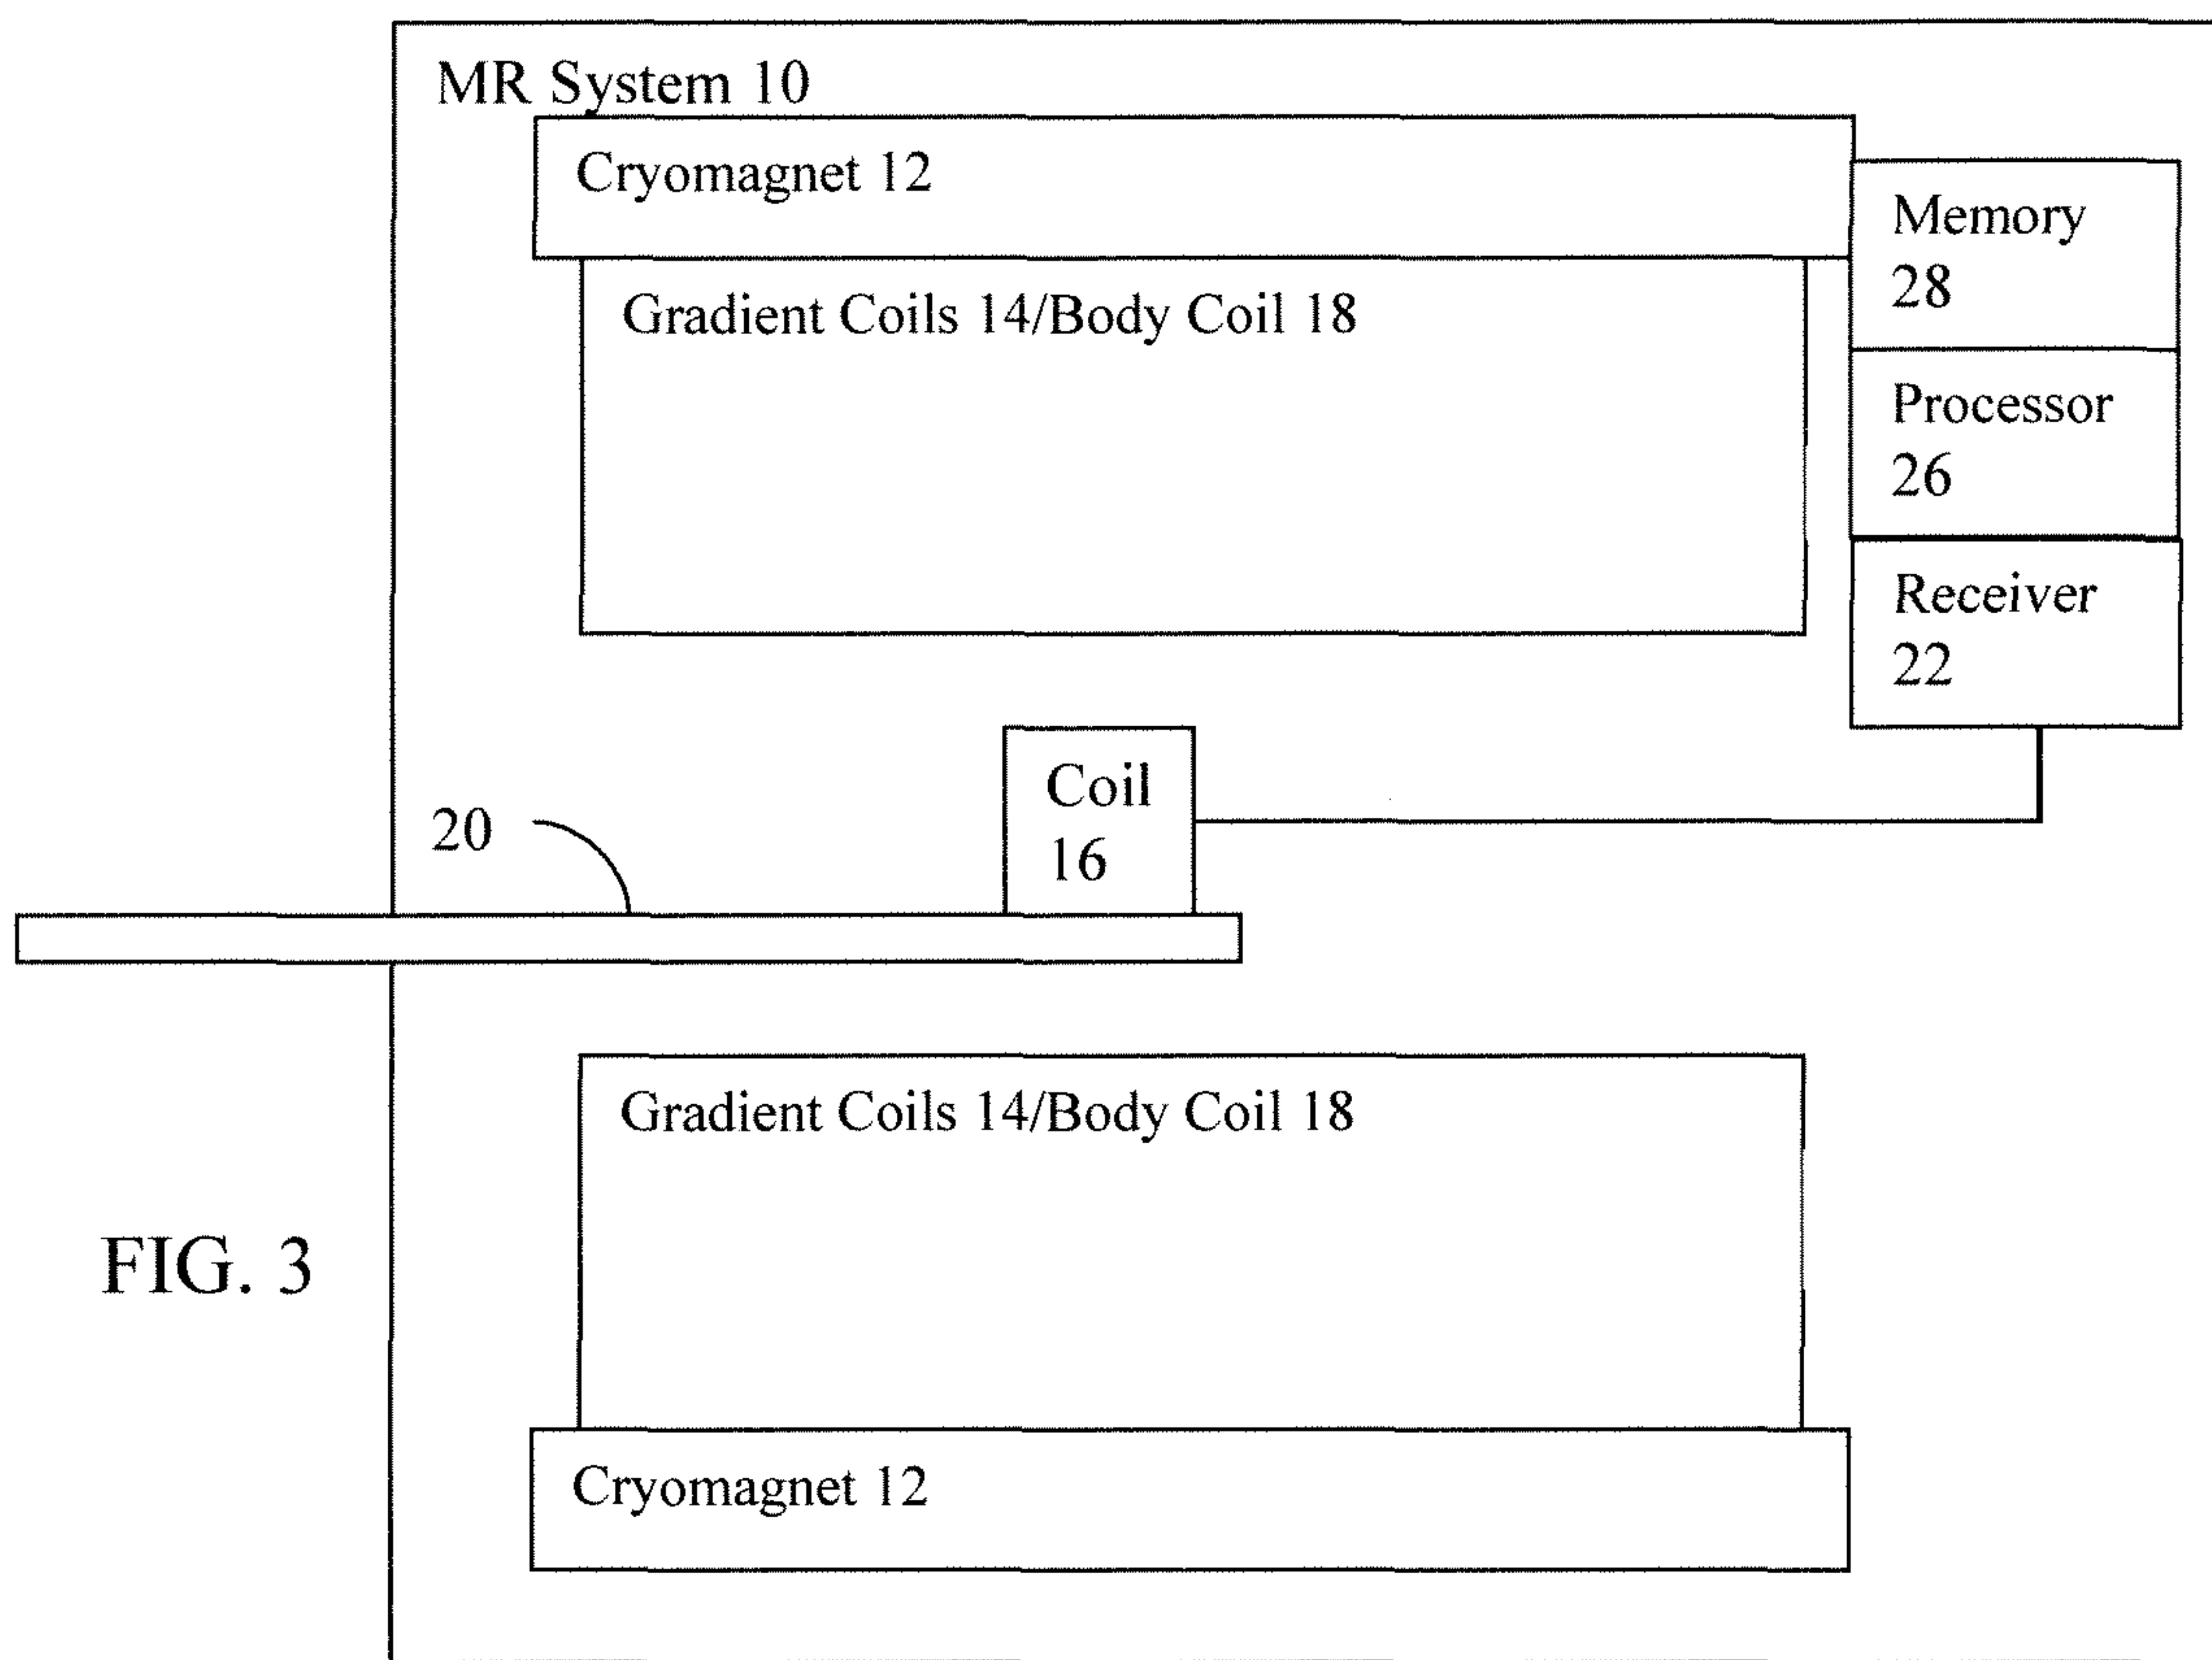 MR System 10
Cryomagnet 12
Memory
28
Gradient Coils 14/Body Coil 18
Processor
26
Receiver
22
Coil
16
20
Gradient Coils 14/Body Coil 18
FIG. 3
Cryomagnet 12